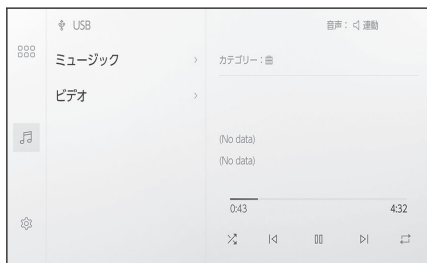 USB
音声： 連動
ミュージック
カテゴリー：曲
ビデオ
(No data)
(No data)
0:43
4:32